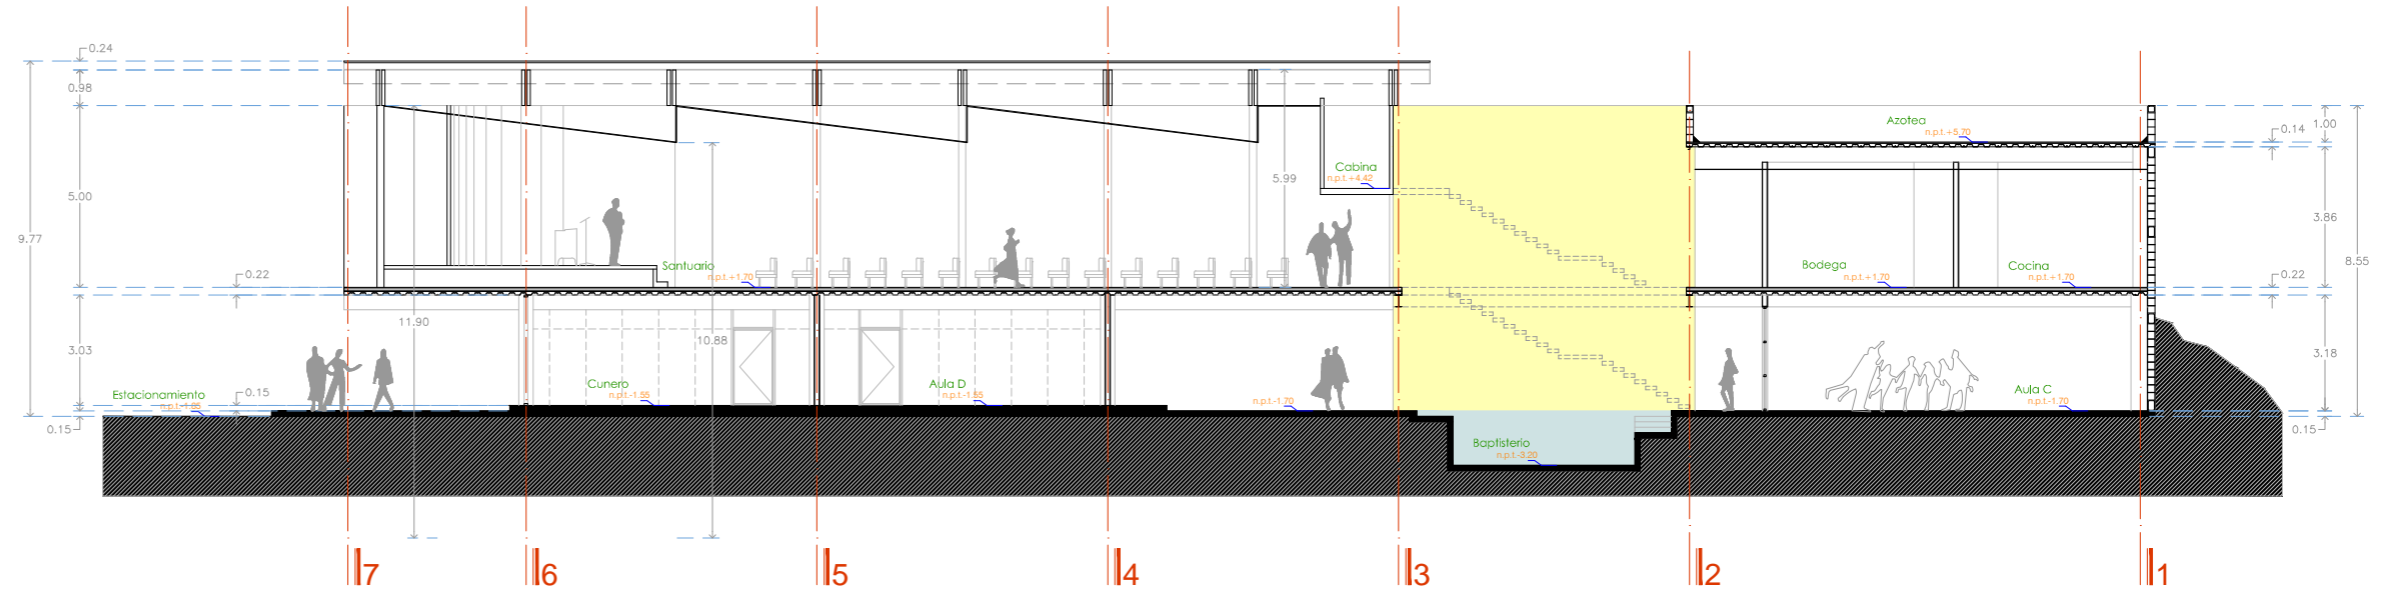 0.24
0.98
Azotea
n.p.t.+5.70
1.00
0.14
Cabina
n.p.t.+4.42
5.99
5.00
3.86
9.77
Santuario
n.p.t.+1.70
Bodega
n.p.t.+1.70
Cocina
n.p.t.+1.70
0.22
0.22
8.55
11.90
10.88
3.03
3.18
Estacionamiento
n.p.t.-1.85
0.15
Cunero
n.p.t.-1.55
Aula D
n.p.t.-1.55
n.p.t.-1.70
Aula C
n.p.t.-1.70
0.15
0.15
Baptisterio
n.p.t.-3.20
7
6
5
4
3
2
1